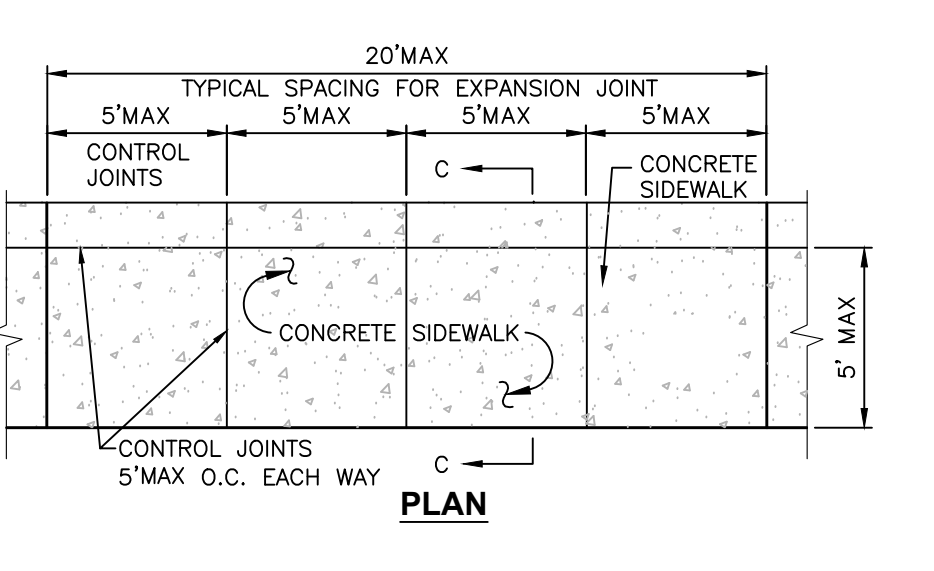 20'MAX
TYPICAL SPACING FOR EXPANSION JOINT
5'MAX 5'MAX 5'MAX 5'MAX
CONTROL
JOINTS
C
CONCRETE
SIDEWALK
CONCRETE SIDEWALK
5' MAX
CONTROL JOINTS
5'MAX O.C. EACH WAY
C
PLAN